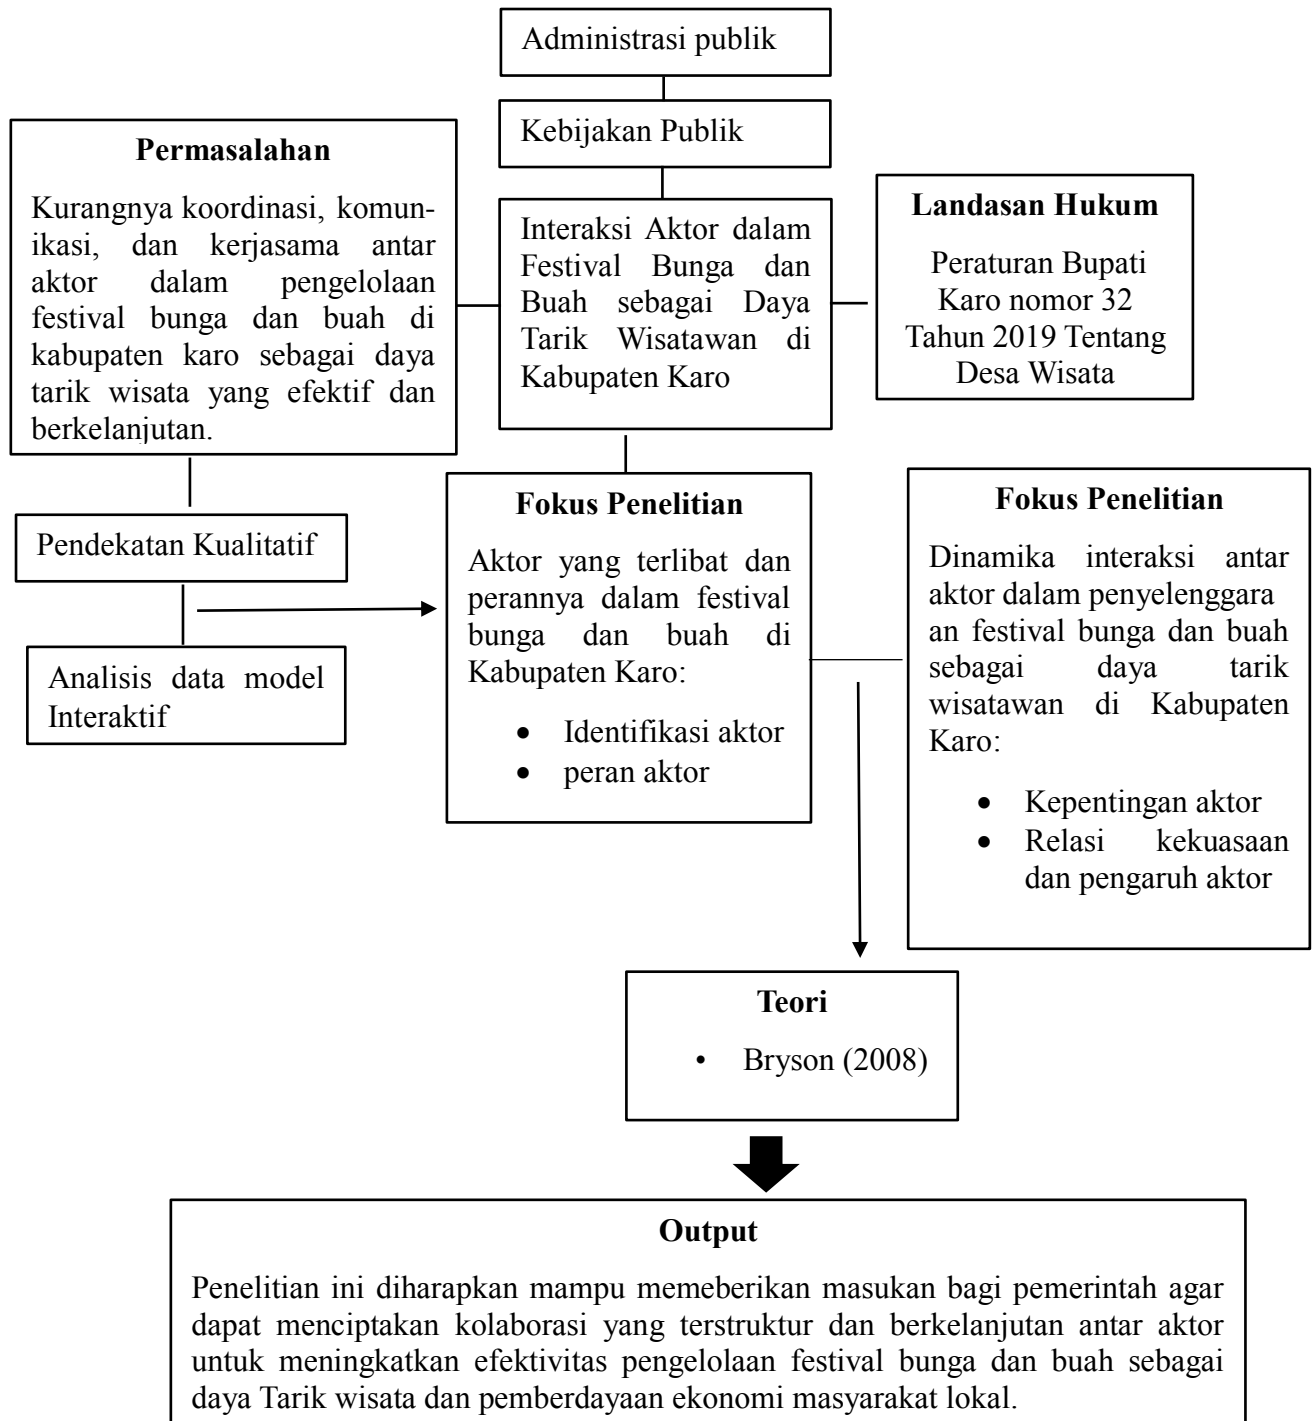 Administrasi publik
Kebijakan Publik
Permasalahan
Kurangnya koordinasi, komun-
ikasi, dan kerjasama antar
aktor dalam pengelolaan
festival bunga dan buah di
kabupaten karo sebagai daya
tarik wisata yang efektif dan
berkelanjutan.
Interaksi Aktor dalam
Festival Bunga dan
Buah sebagai Daya
Tarik Wisatawan di
Kabupaten Karo
Landasan Hukum
Peraturan Bupati
Karo nomor 32
Tahun 2019 Tentang
Desa Wisata
Pendekatan Kualitatif
Analisis data model
Interaktif
Fokus Penelitian
Aktor yang terlibat dan
perannya dalam festival
bunga dan buah di
Kabupaten Karo:
• Identifikasi aktor
• peran aktor
Fokus Penelitian
Dinamika interaksi antar
aktor dalam penyelenggara
an festival bunga dan buah
sebagai daya tarik
wisatawan di Kabupaten
Karo:
• Kepentingan aktor
• Relasi kekuasaan
dan pengaruh aktor
Teori
• Bryson (2008)
Output
Penelitian ini diharapkan mampu memeberikan masukan bagi pemerintah agar
dapat menciptakan kolaborasi yang terstruktur dan berkelanjutan antar aktor
untuk meningkatkan efektivitas pengelolaan festival bunga dan buah sebagai
daya Tarik wisata dan pemberdayaan ekonomi masyarakat lokal.